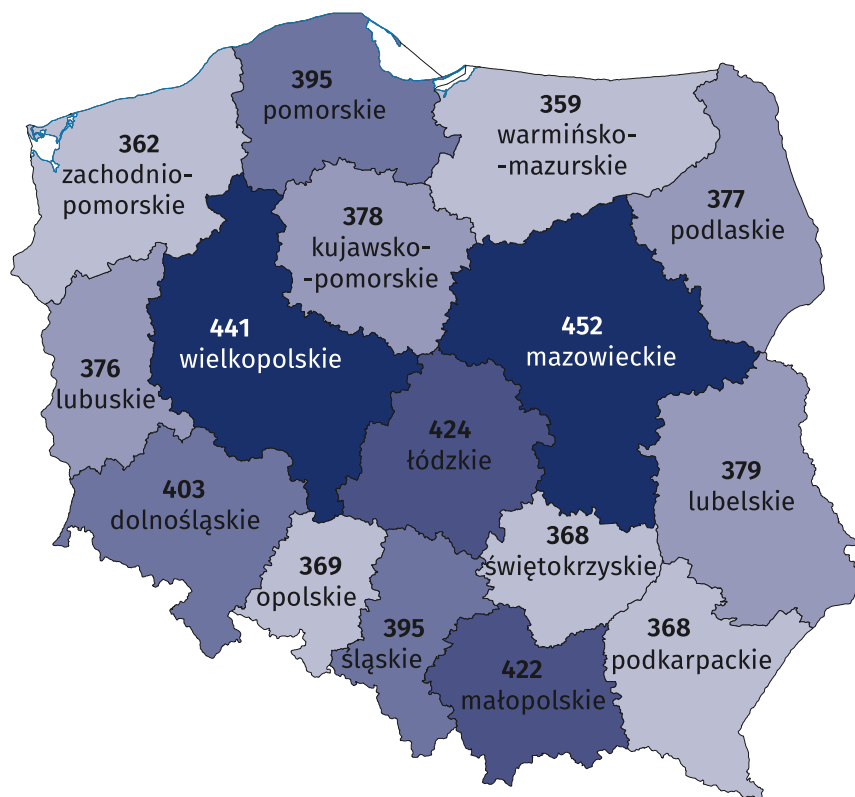 395
pomorskie
359
warmińsko-
-mazurskie
362
zachodnio-
pomorskie
377
podlaskie
378
kujawsko-
-pomorskie
441
wielkopolskie
452
mazowieckie
376
lubuskie
424
łódzkie
379
lubelskie
403
dolnośląskie
368
świętokrzyskie
369
opolskie
395
śląskie
368
podkarpackie
422
małopolskie